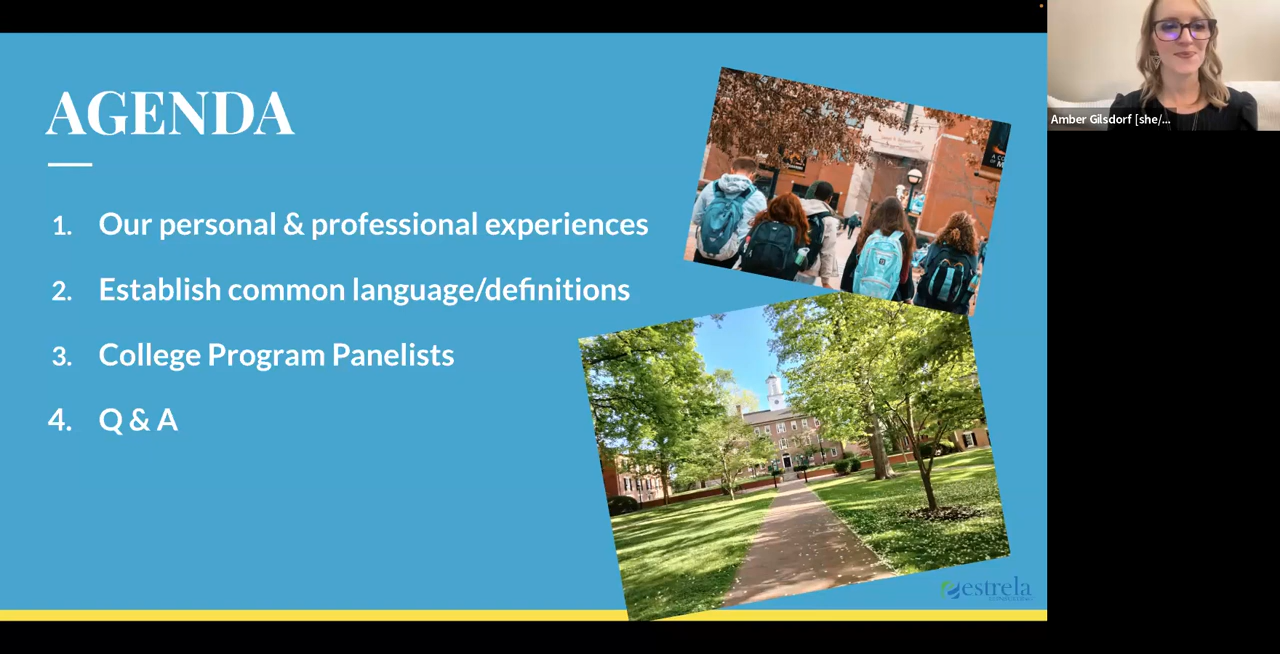 AGENDA
1. Our personal & professional experiences
2. Establish common language/definitions
3. College Program Panelists
4. Q & A
estrela
Amber Gilsdorf [she/...